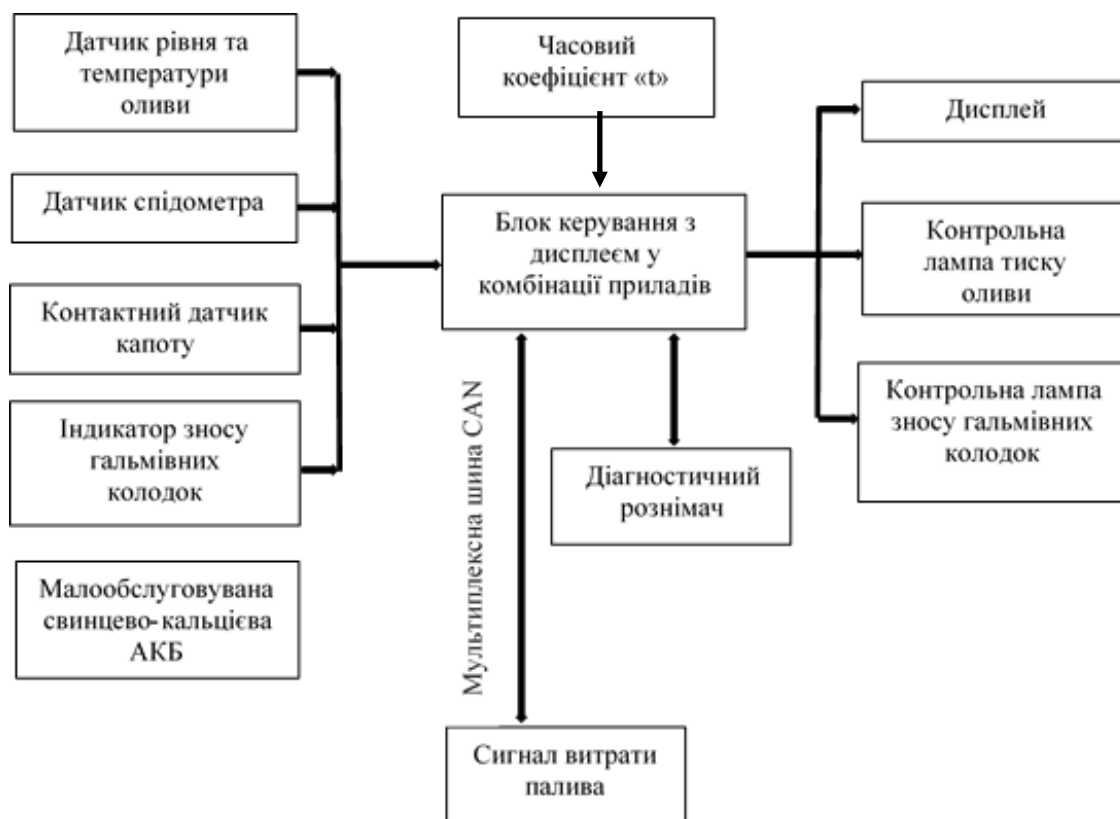 Датчик рівня та
температури
оливи
Датчик спідометра
Контактний датчик
капоту
Індикатор зносу
гальмівних
колодок
Малообслуговувана
свинцево-кальцієва
АКБ
Часовий
коефіцієнт «t»
Блок керування з
дисплеєм у
комбінації приладів
Мультиплексна шина CAN
Діагностичний
рознімач
Сигнал витрати
палива
Дисплей
Контрольна
лампа тиску
оливи
Контрольна лампа
зносу гальмівних
колодок